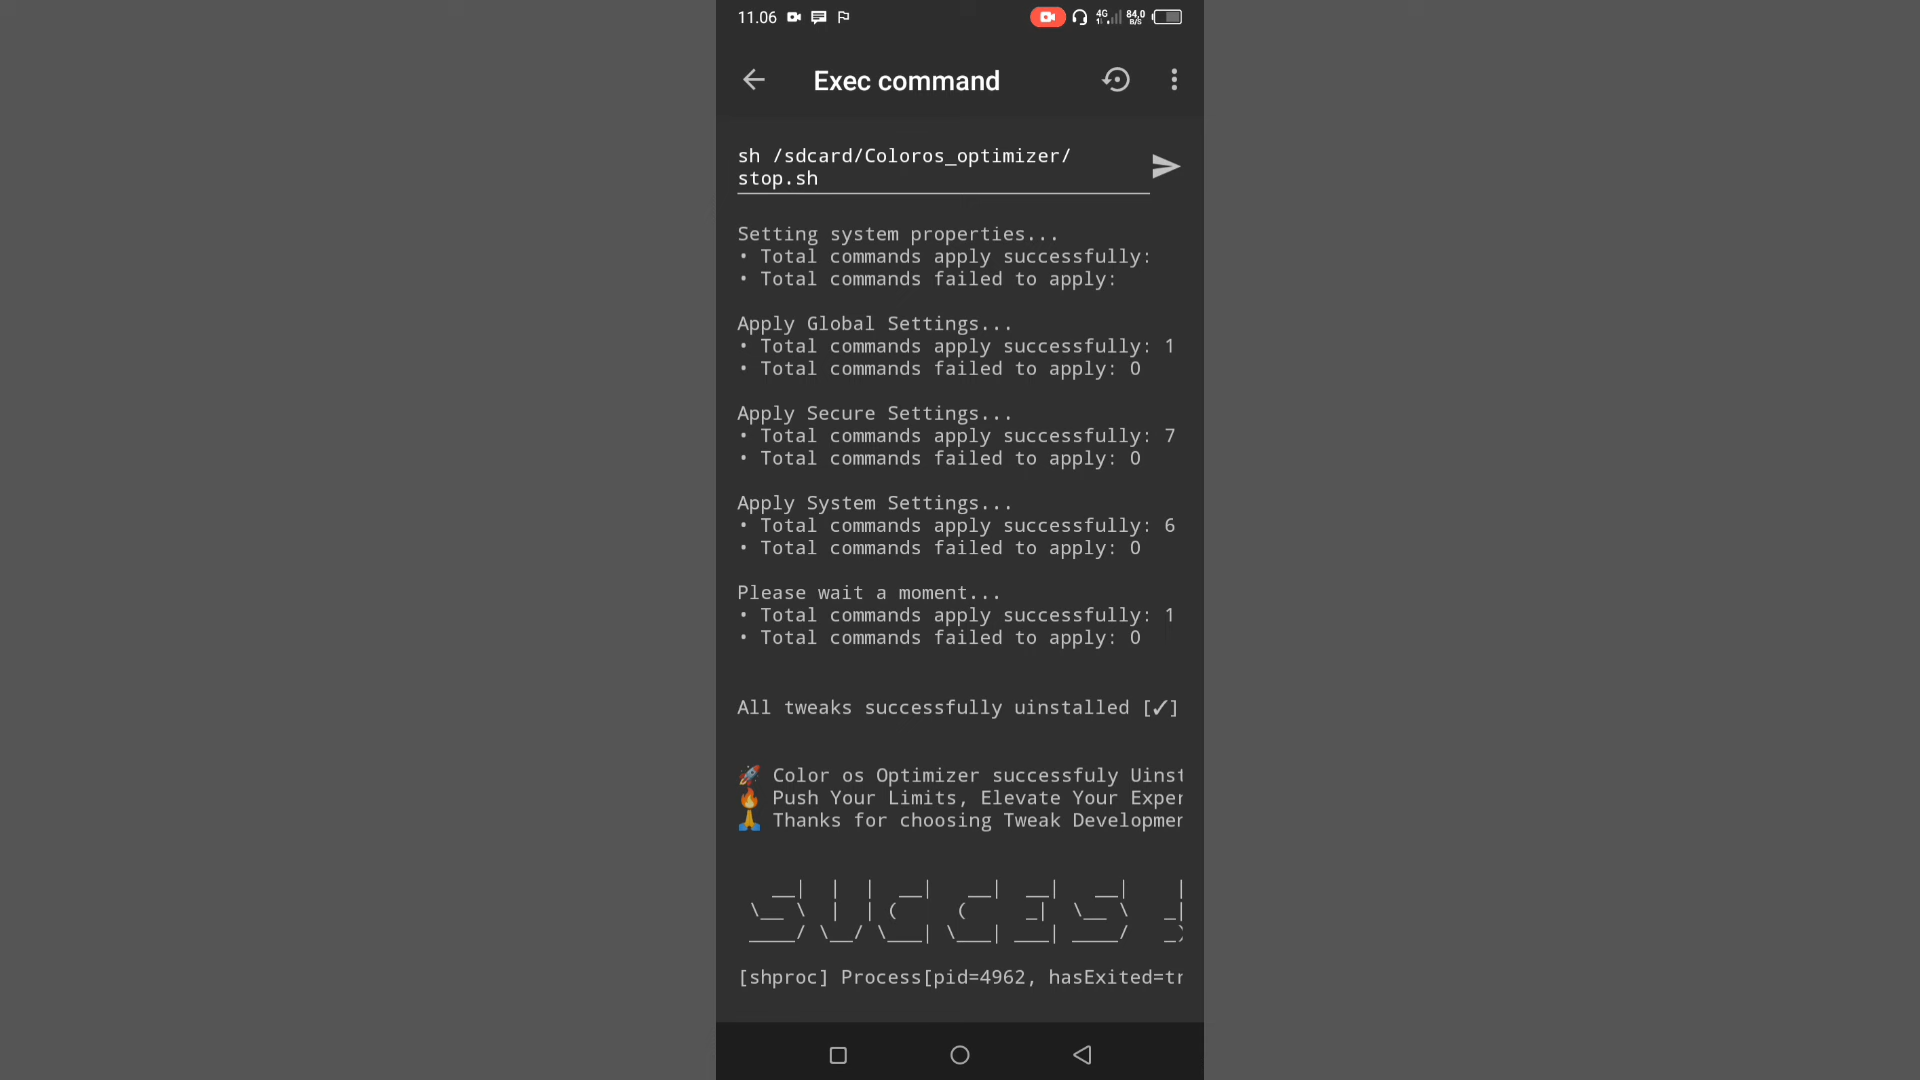 11.06
4G
84,0
B/S
Exec command
sh /sdcard/Coloros_optimizer/
stop.sh
Setting system properties...
• Total commands apply successfully:
• Total commands failed to apply:
Apply Global Settings...
• Total commands apply successfully: 1
• Total commands failed to apply: 0
Apply Secure Settings...
• Total commands apply successfully: 7
• Total commands failed to apply: 0
Apply System Settings...
• Total commands apply successfully: 6
• Total commands failed to apply: 0
Please wait a moment...
• Total commands apply successfully: 1
• Total commands failed to apply: 0
All tweaks successfully uinstalled [✓]
🚀 Color os Optimizer successfuly Uinst
🔥 Push Your Limits, Elevate Your Exper
🙏 Thanks for choosing Tweak Developmen
SUCCES
[shproc] Process[pid=4962, hasExited=tr